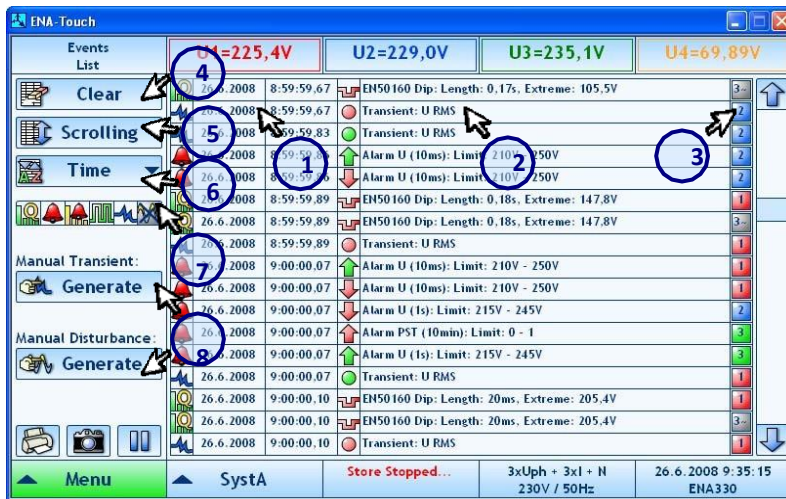 ENA-Touch
Events List
U1=225,4V
U2=229,0V
U3=235,1V
U4=69,89V
Clear
Scrolling
Time
Manual Transient:
Generate
Manual Disturbance:
Generate
4
5
6
7
8
1
2
3
26.6.2008 8:59:59,67 EN50160 Dip: Length: 0,17s, Extreme: 105,5V 3~
26.6.2008 8:59:59,67 Transient: U RMS 2
26.6.2008 8:59:59,83 Transient: U RMS 2
26.6.2008 Alarm U (10ms): Limit: 210V - 250V 2
26.6.2008 Alarm U (10ms): Limit: 210V - 250V 2
26.6.2008 8:59:59,89 EN50160 Dip: Length: 0,18s, Extreme: 147,8V 1
26.6.2008 8:59:59,89 EN50160 Dip: Length: 0,18s, Extreme: 147,8V 3~
26.6.2008 8:59:59,89 Transient: U RMS 1
26.6.2008 9:00:00,07 Alarm U (10ms): Limit: 210V - 250V 1
26.6.2008 9:00:00,07 Alarm U (10ms): Limit: 210V - 250V 1
26.6.2008 9:00:00,07 Alarm U (1s): Limit: 215V - 245V 2
26.6.2008 9:00:00,07 Alarm PST (10min): Limit: 0 - 1 3
26.6.2008 9:00:00,07 Alarm U (1s): Limit: 215V - 245V 3
26.6.2008 9:00:00,07 Transient: U RMS 1
26.6.2008 9:00:00,10 EN50160 Dip: Length: 20ms, Extreme: 205,4V 1
26.6.2008 9:00:00,10 EN50160 Dip: Length: 20ms, Extreme: 205,4V 3~
26.6.2008 9:00:00,10 Transient: U RMS 1
Menu
SystA
Store Stopped...
3xUph + 3xI + N
230V / 50Hz
26.6.2008 9:35:15
ENA330